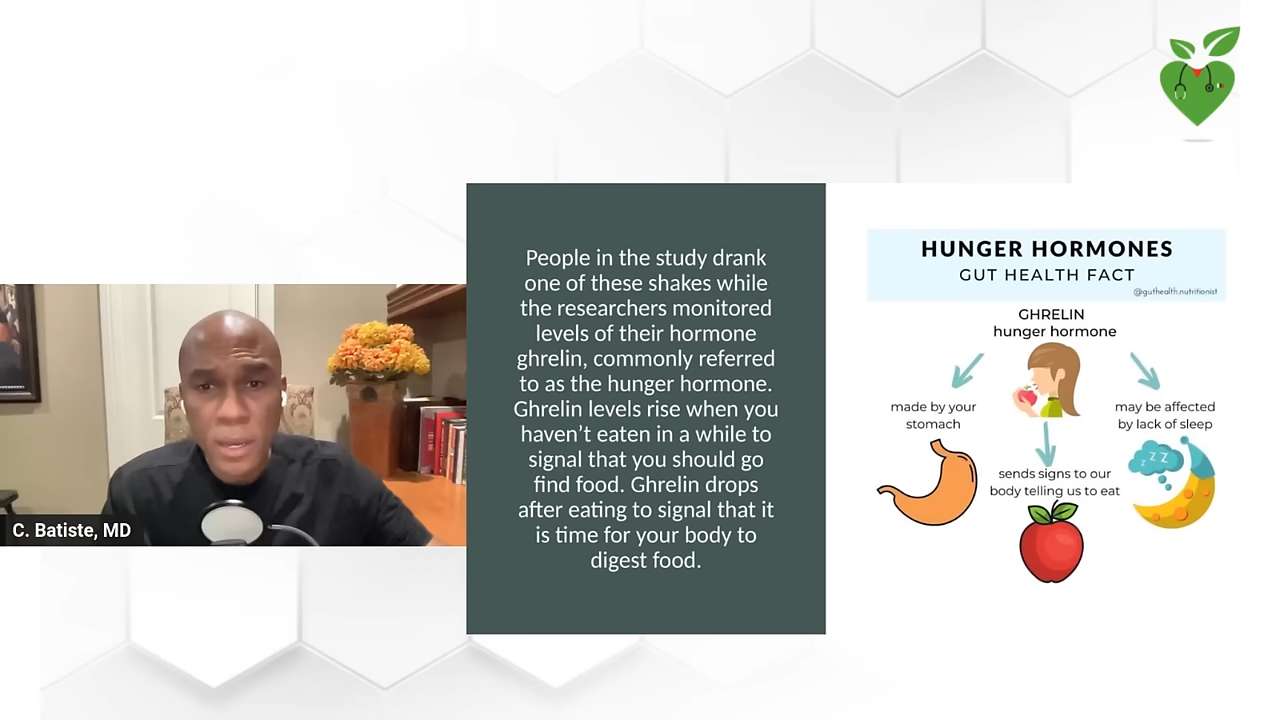 C. Batiste, MD
People in the study drank
one of these shakes while
the researchers monitored
levels of their hormone
ghrelin, commonly referred
to as the hunger hormone.
Ghrelin levels rise when you
haven’t eaten in a while to
signal that you should go
find food. Ghrelin drops
after eating to signal that it
is time for your body to
digest food.
HUNGER HORMONES
GUT HEALTH FACT
@guthealth.nutritionist
GHRELIN
hunger hormone
made by your
stomach
may be affected
by lack of sleep
z Z Z
sends signs to our
body telling us to eat